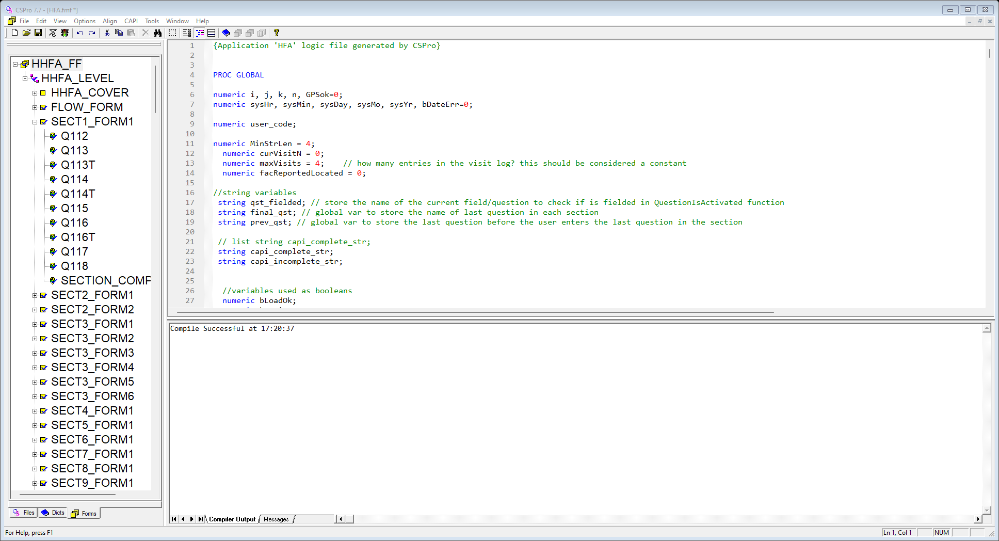 CSPro 7.7 - [HFA.fmf *]
File Edit View Options Align CAPI Tools Window Help
HHFA_FF
HHFA_LEVEL
HHFA_COVER
FLOW_FORM
SECT1_FORM1
Q112
Q113
Q113T
Q114
Q114T
Q115
Q116
Q116T
Q117
Q118
SECTION_COMP
SECT2_FORM1
SECT2_FORM2
SECT3_FORM1
SECT3_FORM2
SECT3_FORM3
SECT3_FORM4
SECT3_FORM5
SECT3_FORM6
SECT4_FORM1
SECT5_FORM1
SECT6_FORM1
SECT7_FORM1
SECT8_FORM1
SECT9_FORM1
Files Dicts Forms
1 {Application 'HFA' logic file generated by CSPro}
2
3
4 PROC GLOBAL
5
6 numeric i, j, k, n, GPSok=0;
7 numeric sysHr, sysMin, sysDay, sysMo, sysYr, bDateErr=0;
8
9 numeric user_code;
10
11 numeric MinStrLen = 4;
12 numeric curVisitN = 0;
13 numeric maxVisits = 4; // how many entries in the visit log? this should be considered a constant
14 numeric facReportedLocated = 0;
15
16 //string variables
17 string qst_fielded; // store the name of the current field/question to check if is fielded in QuestionIsActivated function
18 string final_qst; // global var to store the name of last question in each section
19 string prev_qst; // global var to store the last question before the user enters the last question in the section
20
21 // list string capi_complete_str;
22 string capi_complete_str;
23 string capi_incomplete_str;
24
25
26 //variables used as booleans
27 numeric bLoadOk;
Compile Successful at 17:20:37
Compiler Output Messages
For Help, press F1
Ln 1, Col 1 NUM